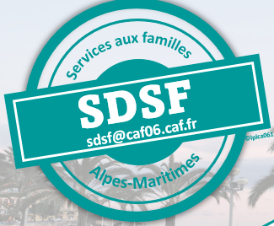 Services aux familles
SDSF
sdsf@caf06.caf.fr
Alpes-Maritimes